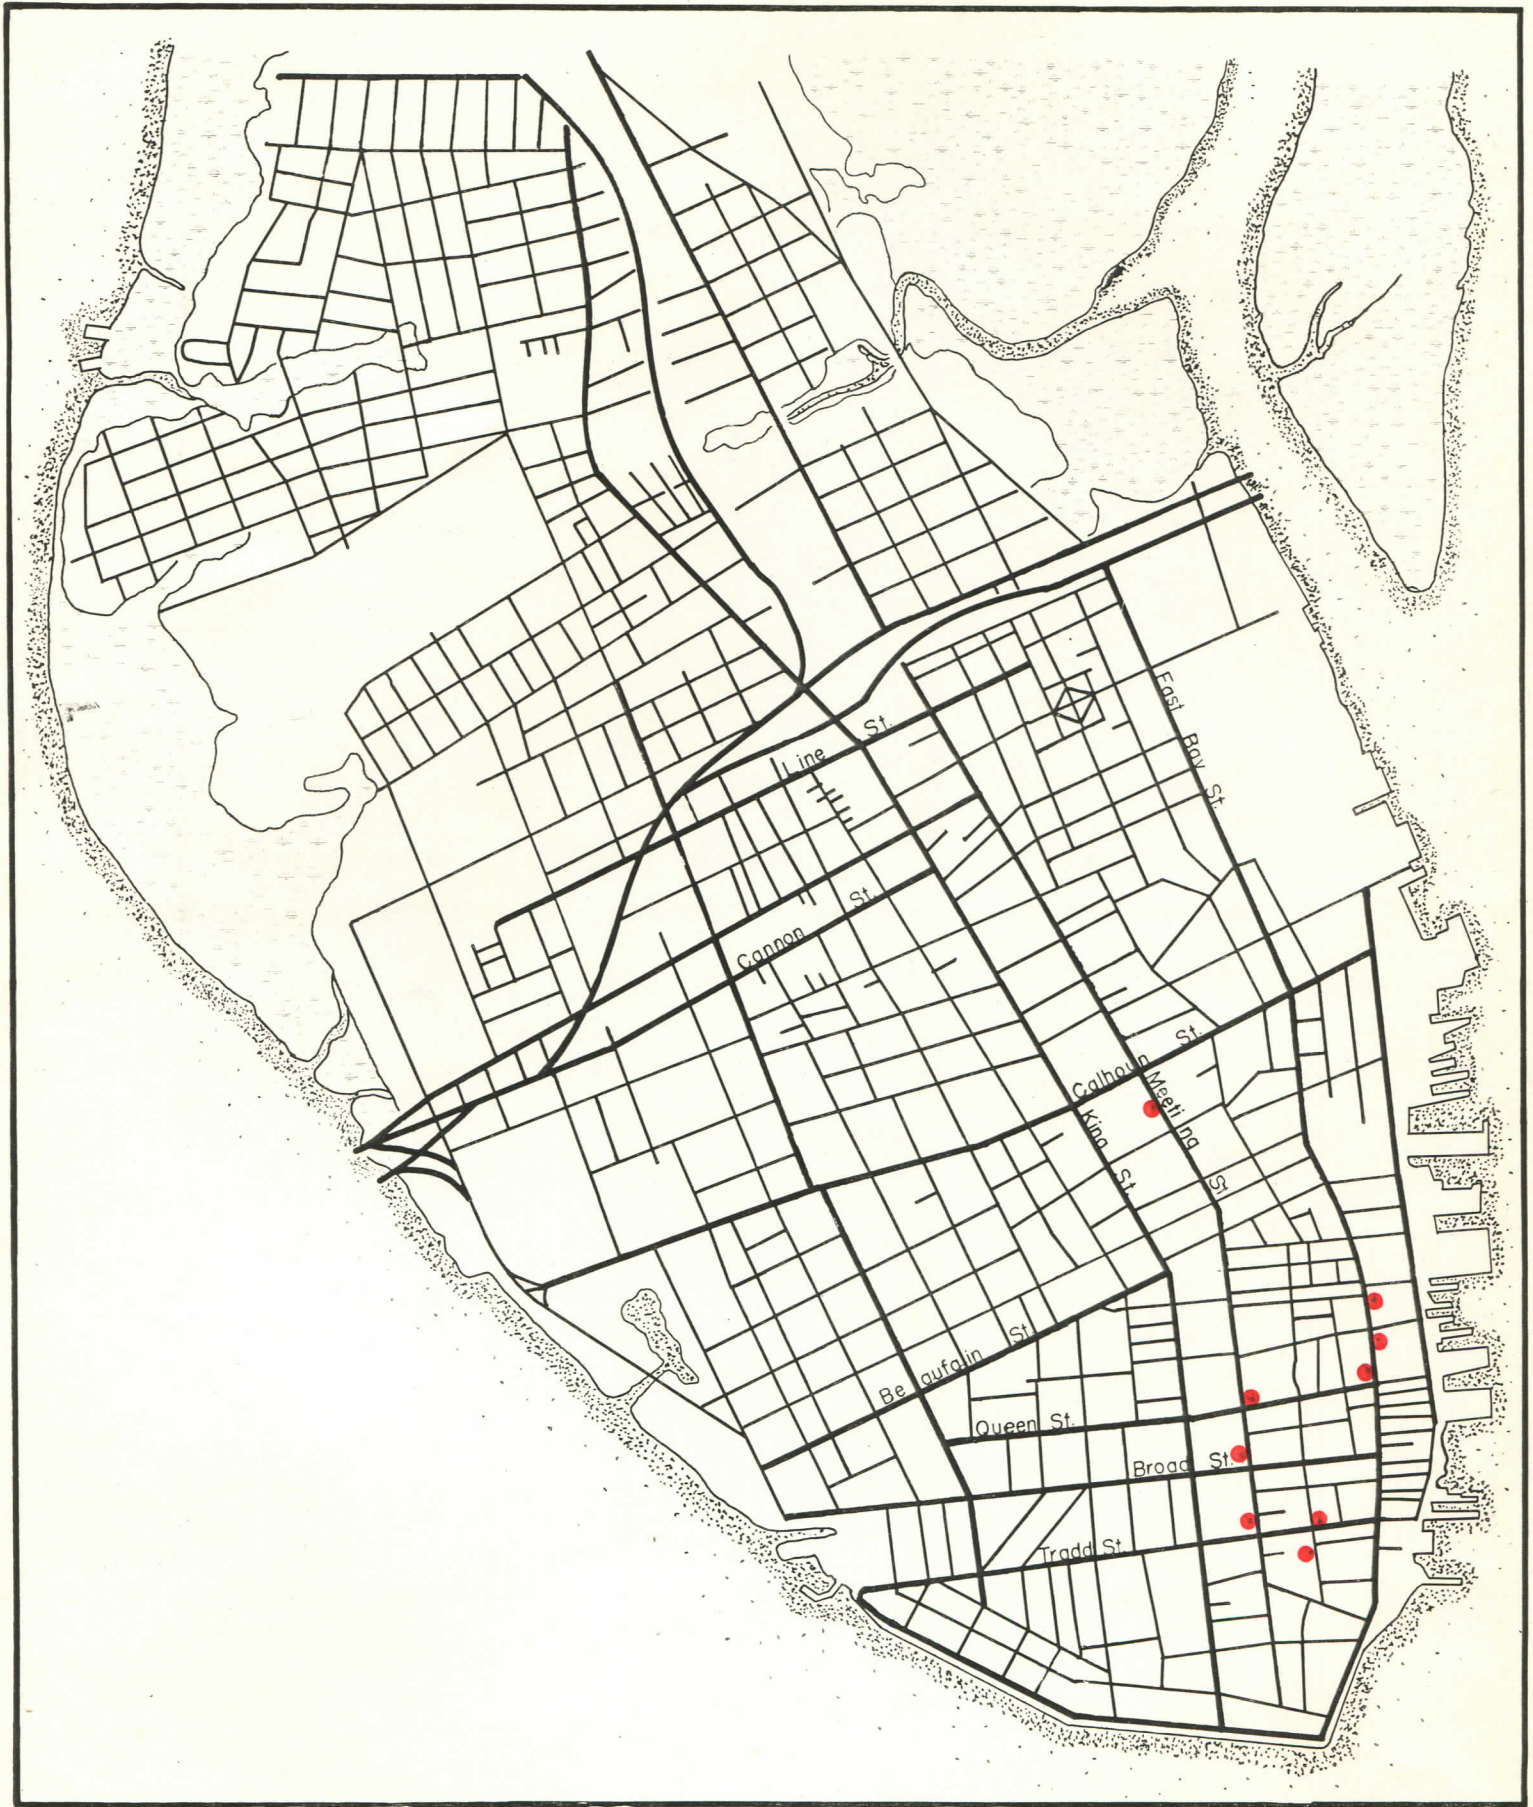 East Bay St.
Line St.
Cannon St.
Calhoun St.
Meeting St.
King St.
Beaufain St.
Queen St.
Broad St.
Tradd St.